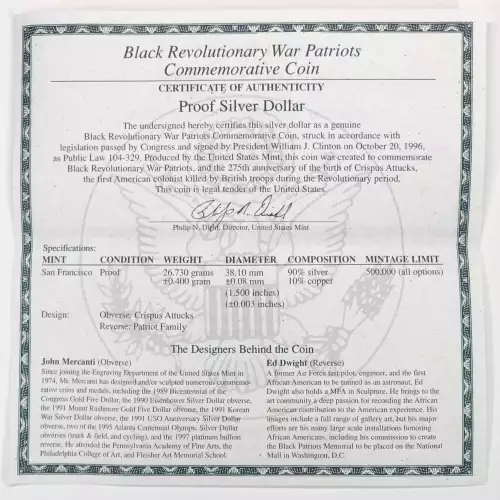 Black Revolutionary War Patriots
Commemorative Coin
CERTIFICATE OF AUTHENTICITY
Proof Silver Dollar
The undersigned hereby certifies this silver dollar as a genuine
Black Revolutionary War Patriots Commemorative Coin, struck in accordance with
legislation passed by Congress and signed by President William J. Clinton on October 20, 1996,
as Public Law 104-329. Produced by the United States Mint, this coin was created to commemorate
Black Revolutionary War Patriots, and the 275th anniversary of the birth of Crispus Attucks,
the first American colonist killed by British troops during the Revolutionary period.
This coin is legal tender of the United States.
Philip N. Diehl
Philip N. Diehl, Director, United States Mint
Specifications:
MINT CONDITION WEIGHT DIAMETER COMPOSITION MINTAGE LIMIT
San Francisco Proof 26.730 grams 38.10 mm 90% silver 500,000 (all options)
±0.400 gram ±0.08 mm 10% copper
(1.500 inches)
(±0.003 inches)
Design: Obverse: Crispus Attucks
Reverse: Patriot Family
The Designers Behind the Coin
John Mercanti (Obverse)
Since joining the Engraving Department of the United States Mint in
1974, Mr. Mercanti has designed and/or sculpted numerous commemo-
rative coins and medals, including the 1989 Bicentennial of the
Congress Gold Five Dollar, the 1990 Eisenhower Silver Dollar obverse,
the 1991 Mount Rushmore Gold Five Dollar obverse, the 1991 Korean
War Silver Dollar obverse, the 1991 USO Anniversary Silver Dollar
obverse, two of the 1995 Atlanta Centennial Olympic Silver Dollar
obverses (track & field, and cycling), and the 1997 platinum bullion
reverse. He attended the Pennsylvania Academy of Fine Arts, the
Philadelphia College of Art, and Fleisher Art Memorial School.
Ed Dwight (Reverse)
A former Air Force test pilot, engineer, and the first
African American to be trained as an astronaut, Ed
Dwight also holds a MFA in Sculpture. He brings to the
art community a deep passion for recording the African
American contribution to the American experience. His
images include a full range of gallery art, but his major
efforts are his many large scale installations honoring
African Americans, including his commission to create
the Black Patriots Memorial to be placed on the National
Mall in Washington, D.C.